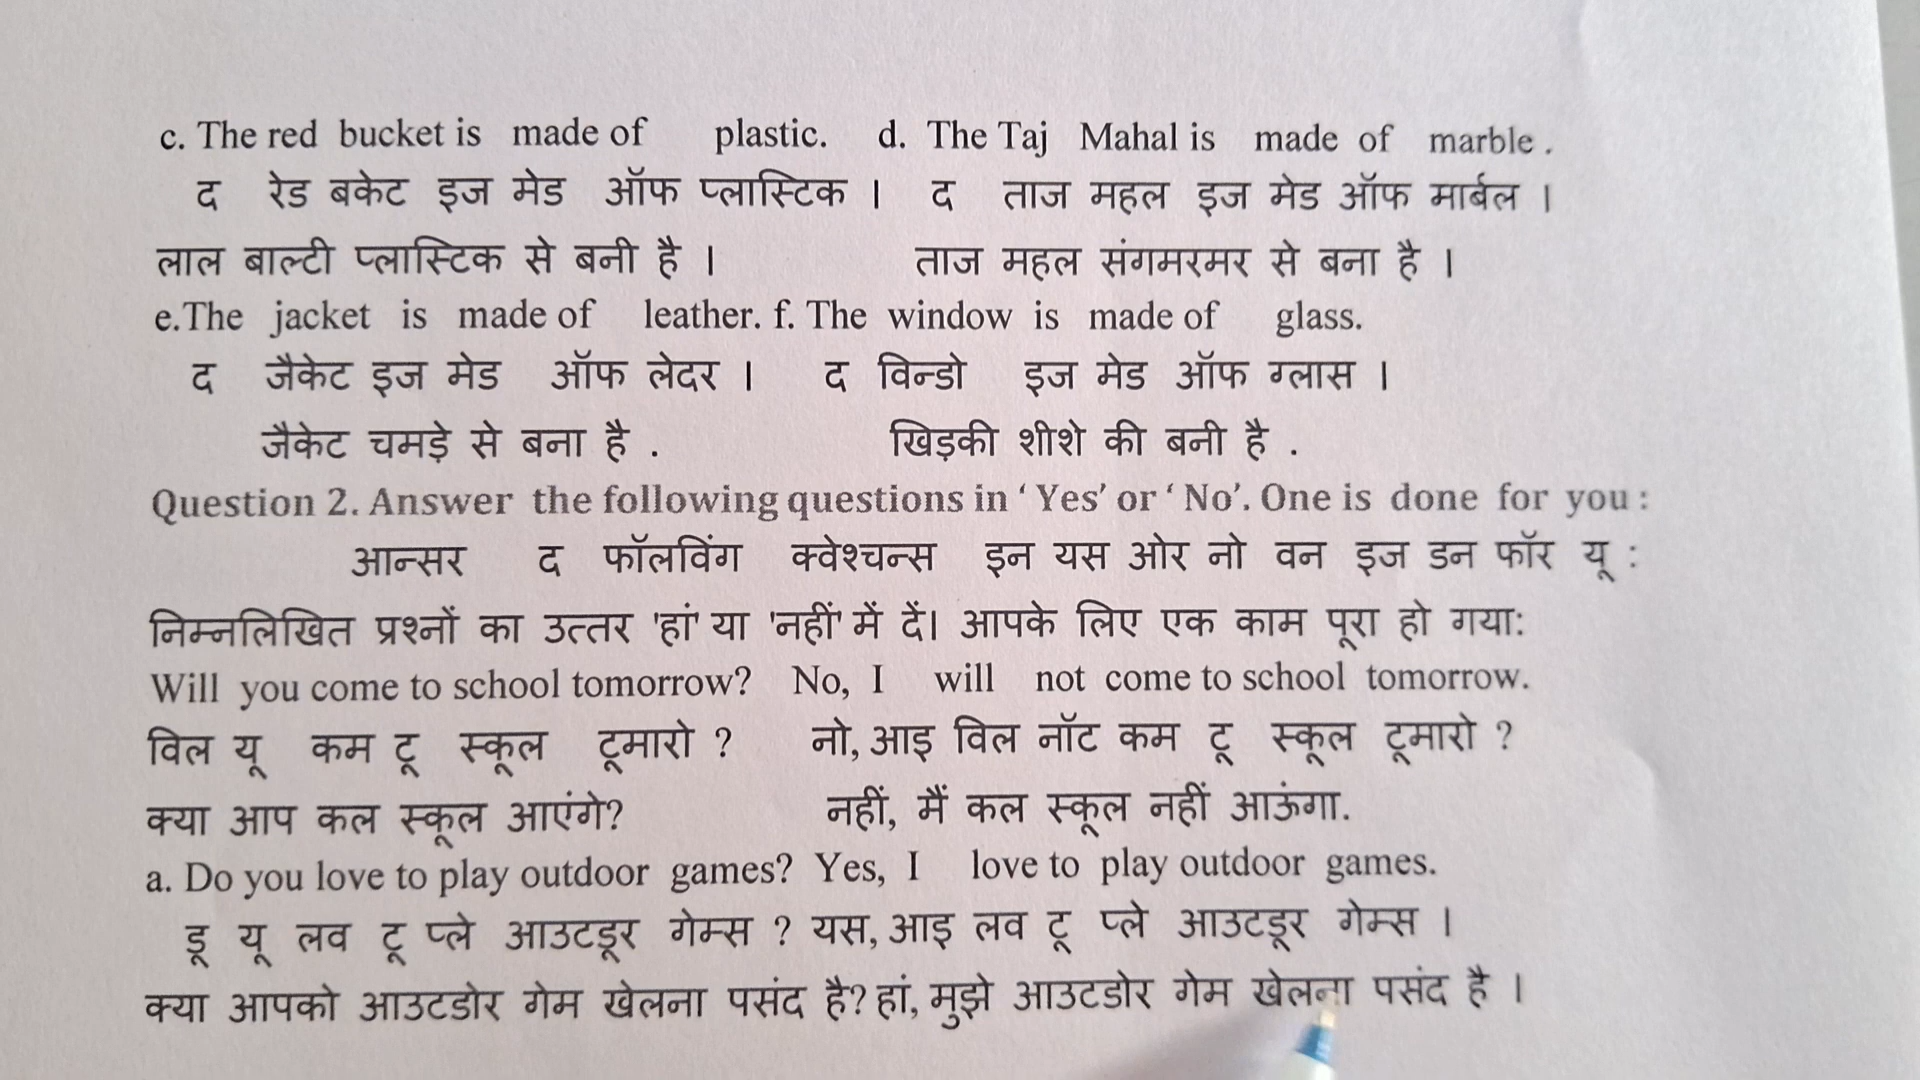 c. The red bucket is made of plastic. d. The Taj Mahal is made of marble .
द रेड बकेट इज मेड ऑफ प्लास्टिक । द ताज महल इज मेड ऑफ मार्बल ।
लाल बाल्टी प्लास्टिक से बनी है । ताज महल संगमरमर से बना है ।
e.The jacket is made of leather. f. The window is made of glass.
द जैकेट इज मेड ऑफ लेदर । द विन्डो इज मेड ऑफ ग्लास ।
जैकेट चमड़े से बना है . खिड़की शीशे की बनी है .
Question 2. Answer the following questions in ‘ Yes’ or ‘ No’. One is done for you :
आन्सर द फॉलविंग क्वेश्चन्स इन यस ओर नो वन इज डन फॉर यू :
निम्नलिखित प्रश्नों का उत्तर 'हां' या 'नहीं' में दें। आपके लिए एक काम पूरा हो गया:
Will you come to school tomorrow? No, I will not come to school tomorrow.
विल यू कम टू स्कूल टूमारो ? नो, आइ विल नॉट कम टू स्कूल टूमारो ?
क्या आप कल स्कूल आएंगे? नहीं, मैं कल स्कूल नहीं आऊंगा.
a. Do you love to play outdoor games? Yes, I love to play outdoor games.
डू यू लव टू प्ले आउटडूर गेम्स ? यस, आइ लव टू प्ले आउटडूर गेम्स ।
क्या आपको आउटडोर गेम खेलना पसंद है? हां, मुझे आउटडोर गेम खेलना पसंद है ।